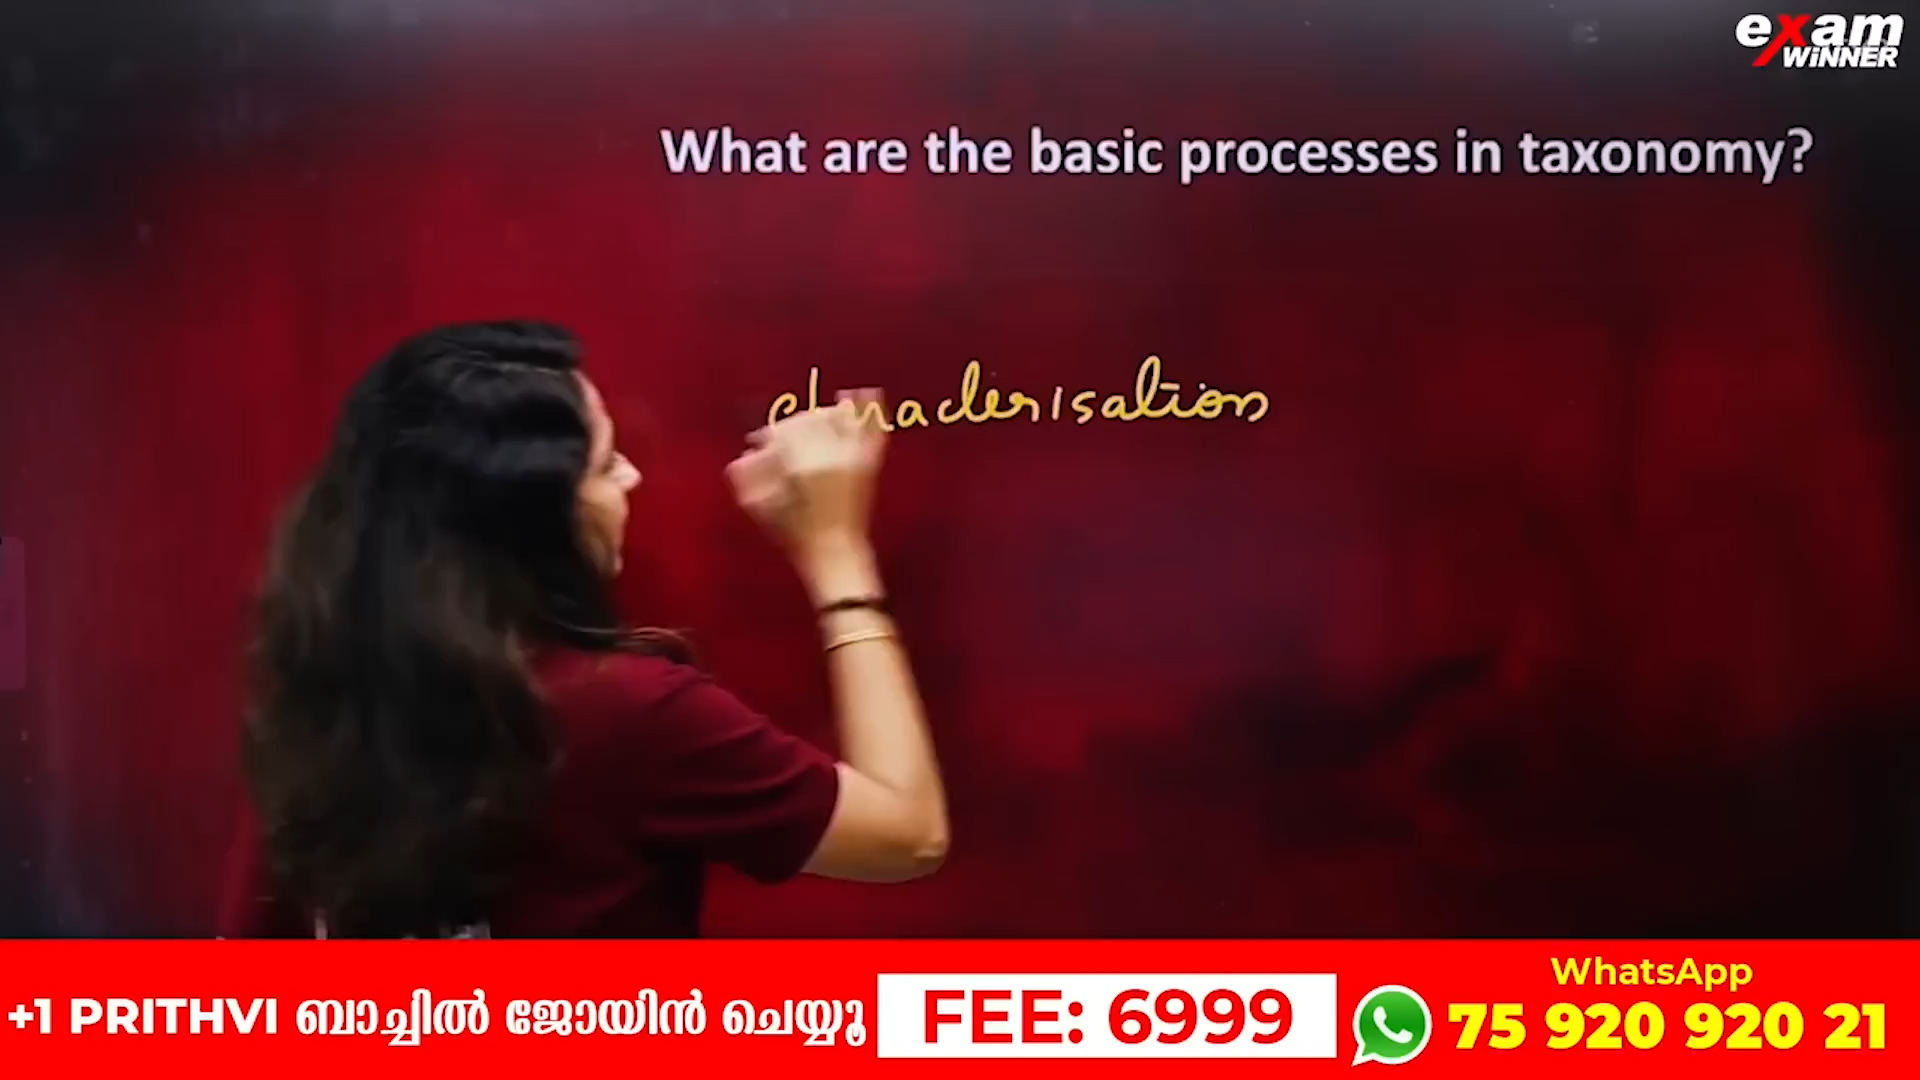 exam
WINNER
What are the basic processes in taxonomy?
characterisation
+1 PRITHVI ബാച്ചിൽ ജോയിൻ ചെയ്യൂ
FEE: 6999
WhatsApp
75 920 920 21